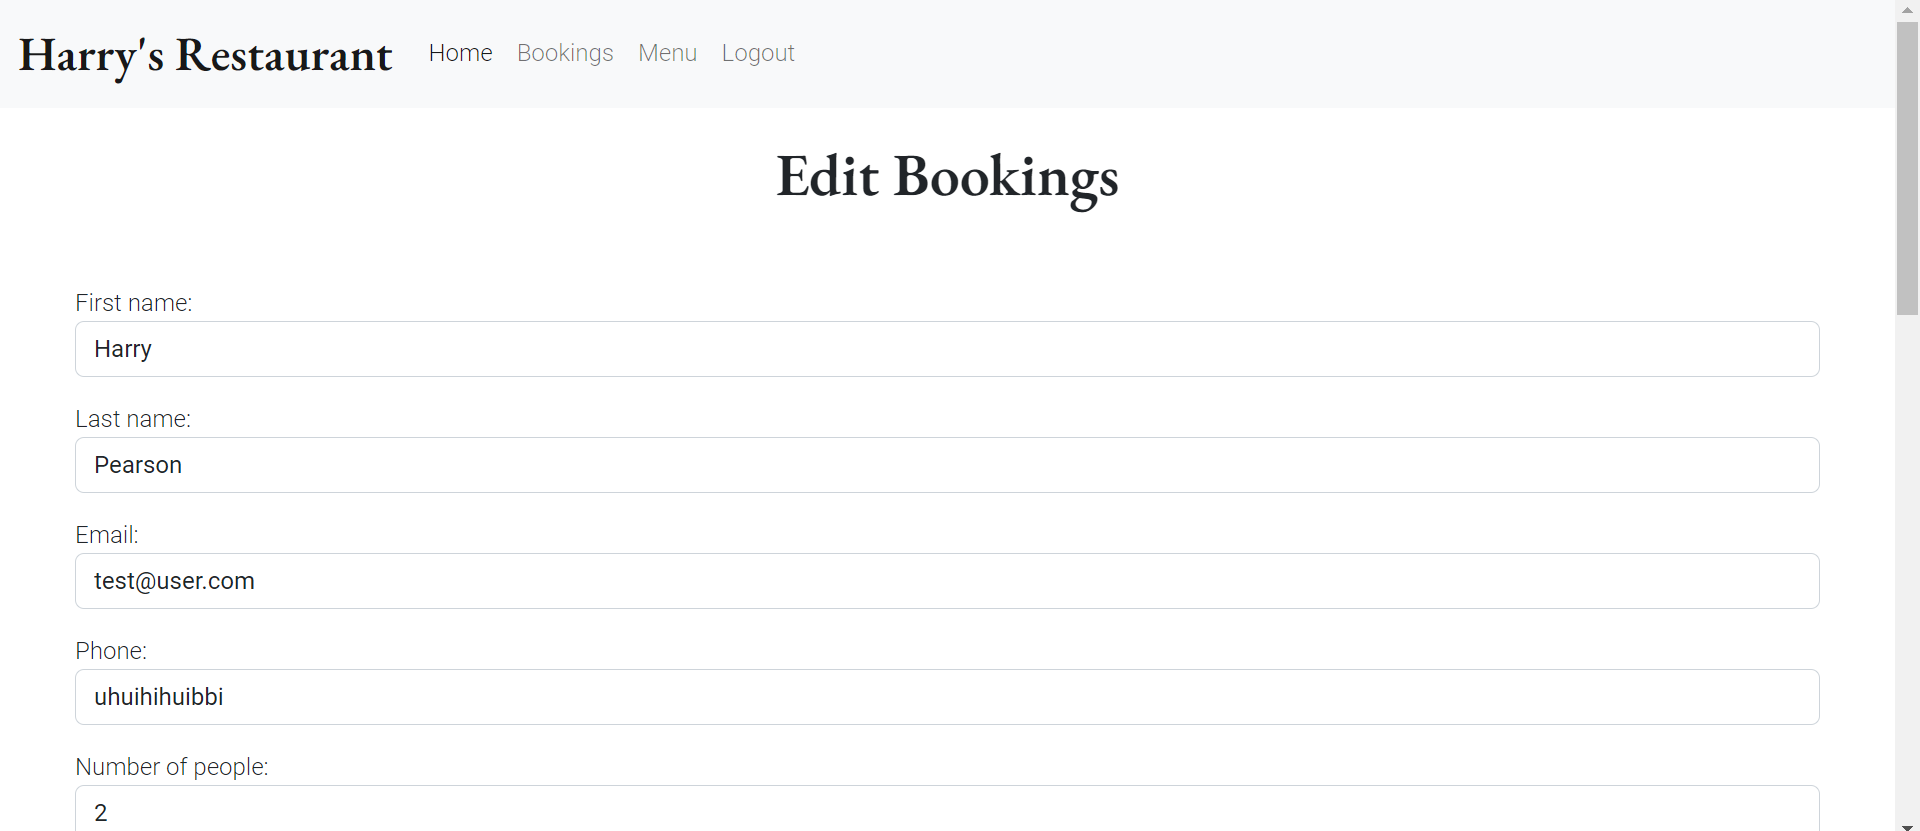 Harry's Restaurant Home Bookings Menu Logout
Edit Bookings
First name:
Harry
Last name:
Pearson
Email:
test@user.com
Phone:
uhuihihuibbi
Number of people:
2